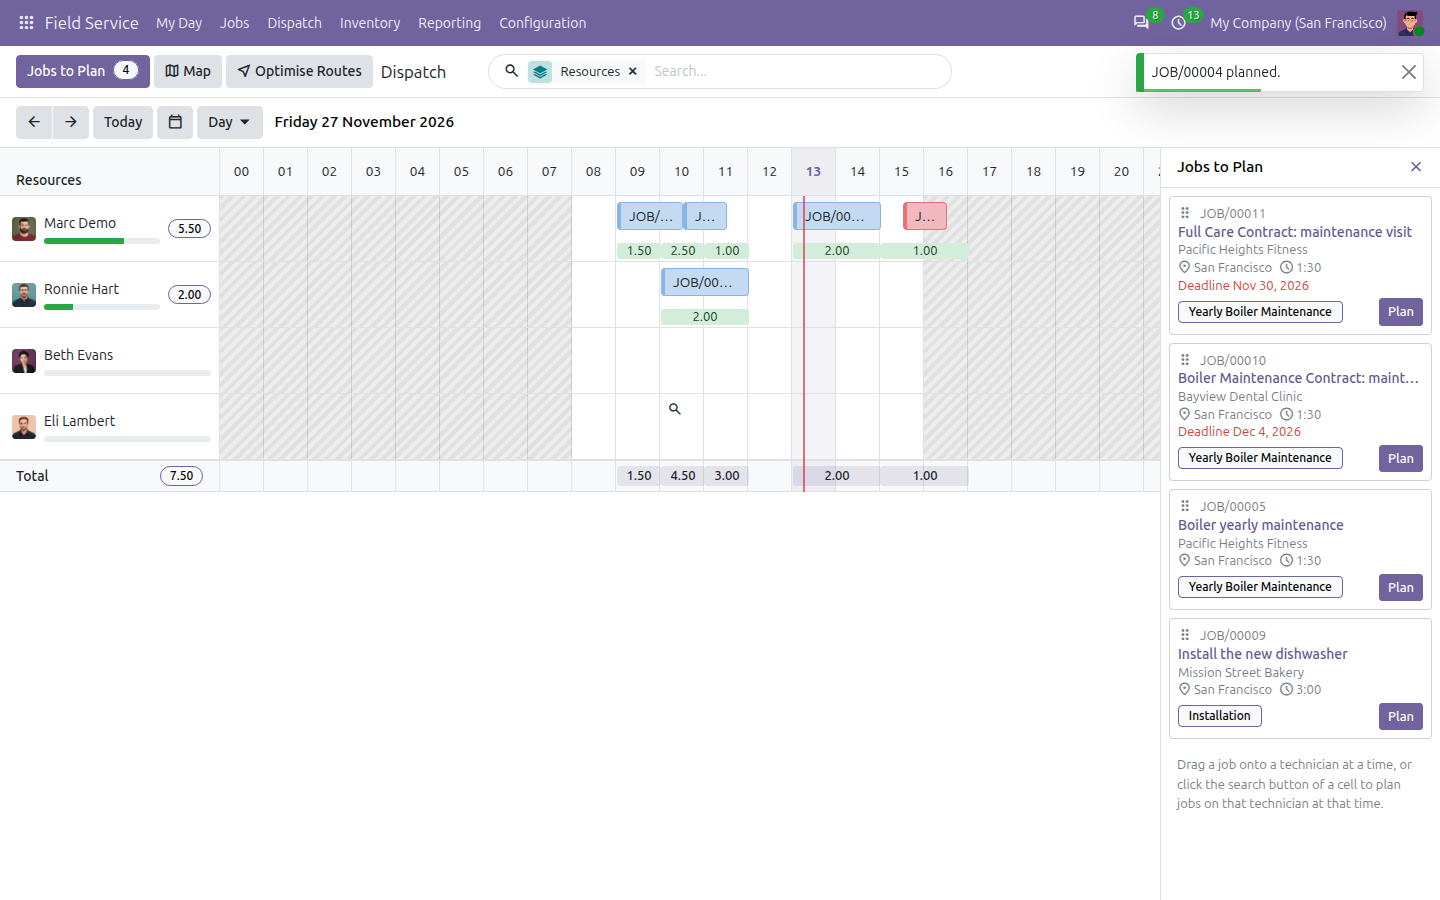 Field Service
My Day
Jobs
Dispatch
Inventory
Reporting
Configuration
8
13
My Company (San Francisco)
Jobs to Plan 4
Map
Optimise Routes
Dispatch
Resources
Search...
JOB/00004 planned.
Today
Day
Friday 27 November 2026
Resources
00 01 02 03 04 05 06 07 08 09 10 11 12 13 14 15 16 17 18 19 20
Marc Demo
5.50
JOB/... J... JOB/00... J...
1.50 2.50 1.00 2.00 1.00
Ronnie Hart
2.00
JOB/00...
2.00
Beth Evans
Eli Lambert
Total 7.50 1.50 4.50 3.00 2.00 1.00
Jobs to Plan
JOB/00011
Full Care Contract: maintenance visit
Pacific Heights Fitness
San Francisco 1:30
Deadline Nov 30, 2026
Yearly Boiler Maintenance
Plan
JOB/00010
Boiler Maintenance Contract: maint...
Bayview Dental Clinic
San Francisco 1:30
Deadline Dec 4, 2026
Yearly Boiler Maintenance
Plan
JOB/00005
Boiler yearly maintenance
Pacific Heights Fitness
San Francisco 1:30
Yearly Boiler Maintenance
Plan
JOB/00009
Install the new dishwasher
Mission Street Bakery
San Francisco 3:00
Installation
Plan
Drag a job onto a technician at a time, or
click the search button of a cell to plan
jobs on that technician at that time.